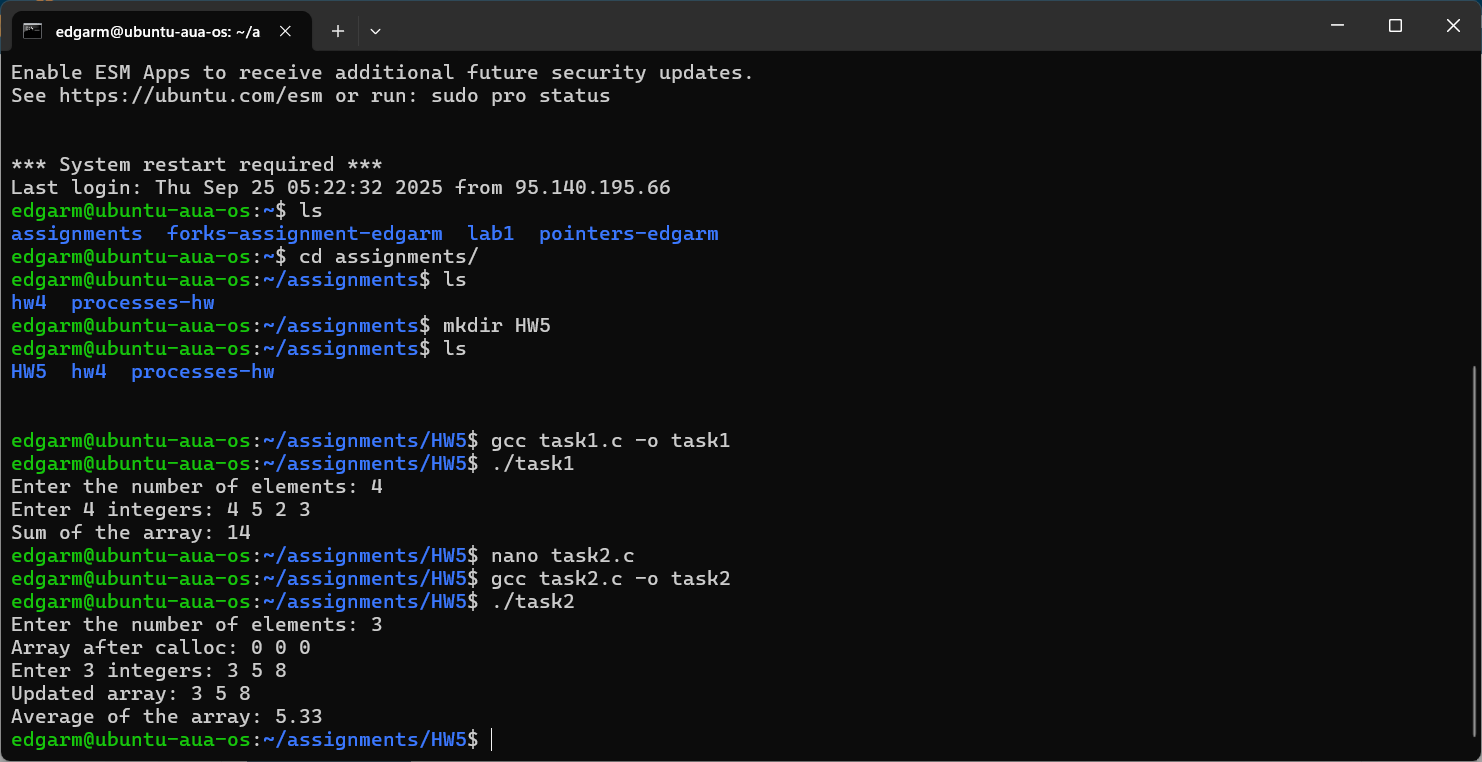 edgarm@ubuntu-aua-os: ~/a
Enable ESM Apps to receive additional future security updates.
See https://ubuntu.com/esm or run: sudo pro status
*** System restart required ***
Last login: Thu Sep 25 05:22:32 2025 from 95.140.195.66
edgarm@ubuntu-aua-os:~$ ls
assignments  forks-assignment-edgarm  lab1  pointers-edgarm
edgarm@ubuntu-aua-os:~$ cd assignments/
edgarm@ubuntu-aua-os:~/assignments$ ls
hw4  processes-hw
edgarm@ubuntu-aua-os:~/assignments$ mkdir HW5
edgarm@ubuntu-aua-os:~/assignments$ ls
HW5  hw4  processes-hw
edgarm@ubuntu-aua-os:~/assignments/HW5$ gcc task1.c -o task1
edgarm@ubuntu-aua-os:~/assignments/HW5$ ./task1
Enter the number of elements: 4
Enter 4 integers: 4 5 2 3
Sum of the array: 14
edgarm@ubuntu-aua-os:~/assignments/HW5$ nano task2.c
edgarm@ubuntu-aua-os:~/assignments/HW5$ gcc task2.c -o task2
edgarm@ubuntu-aua-os:~/assignments/HW5$ ./task2
Enter the number of elements: 3
Array after calloc: 0 0 0
Enter 3 integers: 3 5 8
Updated array: 3 5 8
Average of the array: 5.33
edgarm@ubuntu-aua-os:~/assignments/HW5$